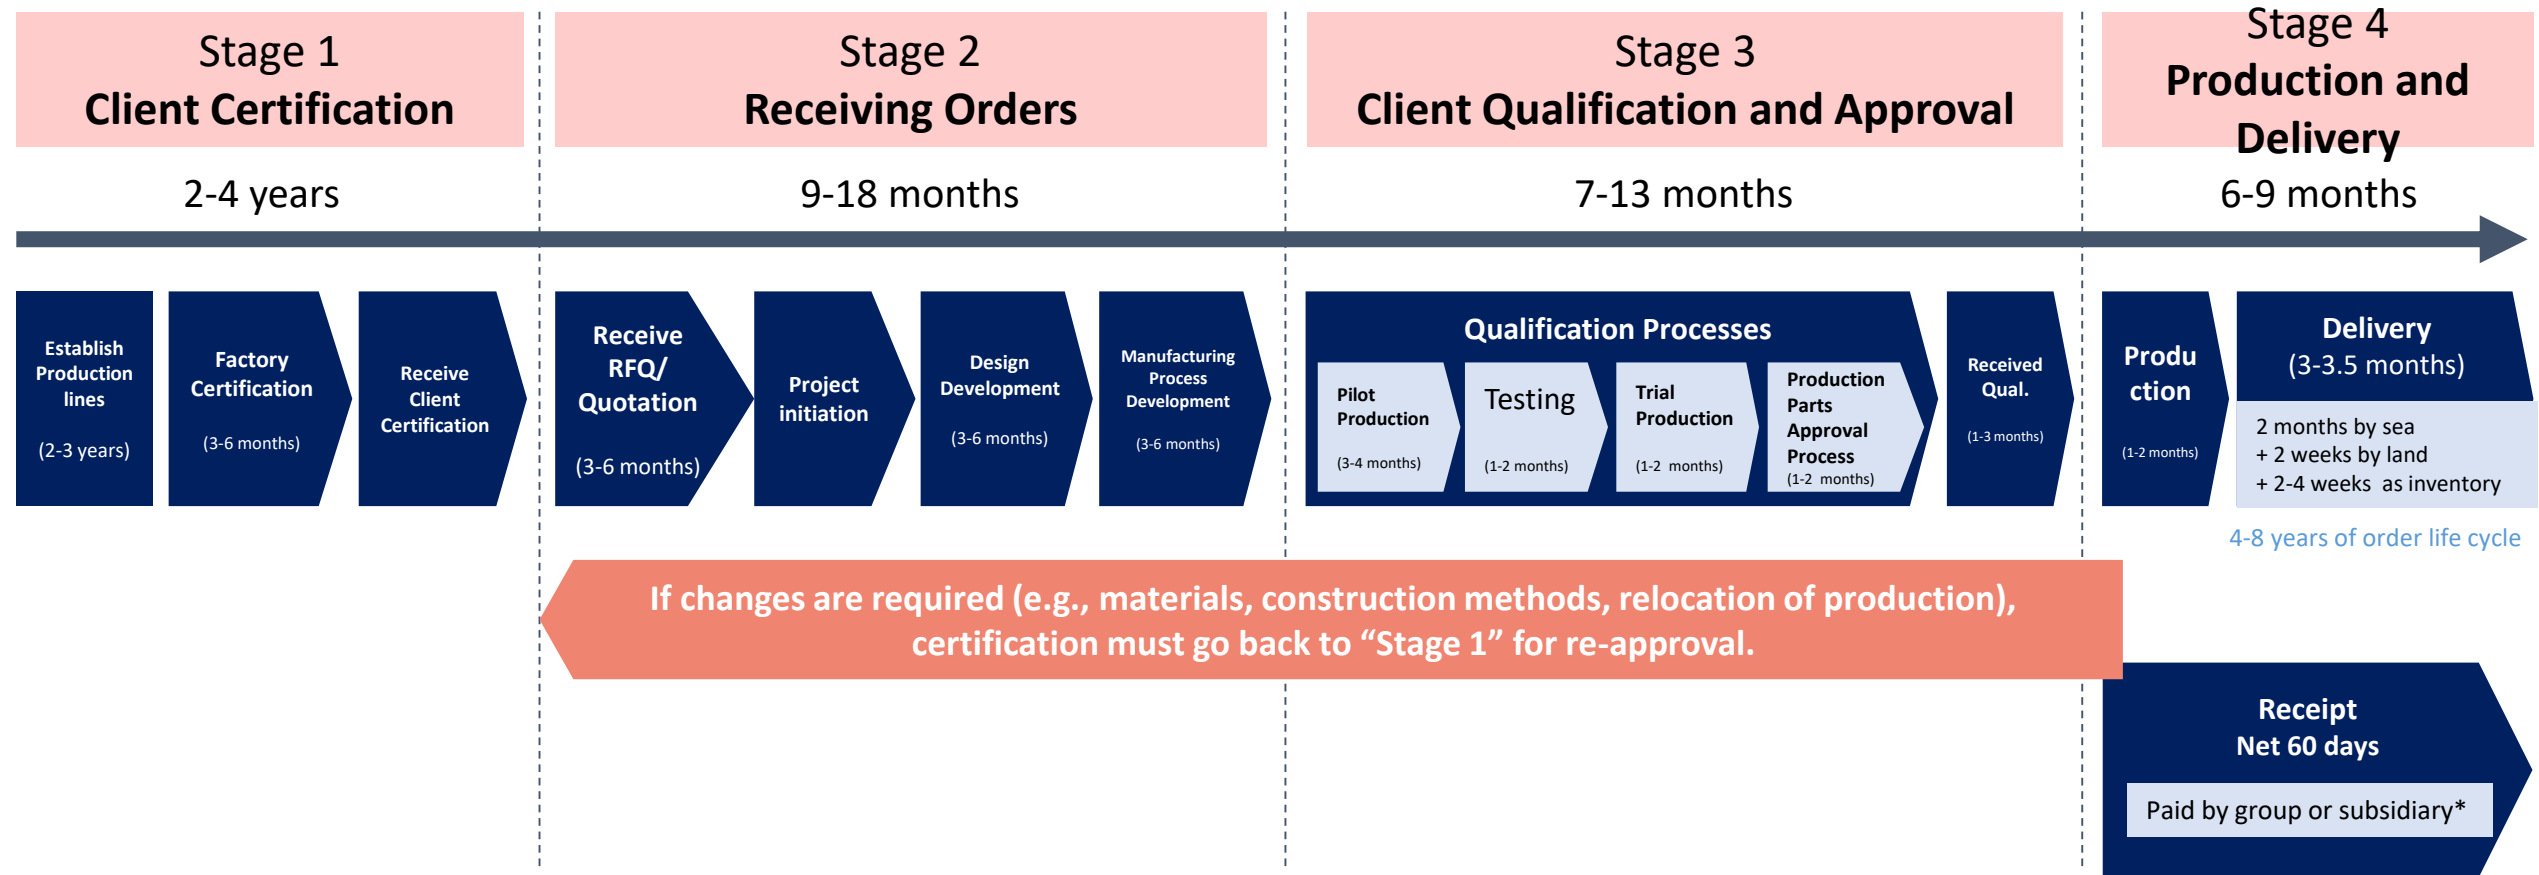 Stage 1
Client Certification
2-4 years
Stage 2
Receiving Orders
9-18 months
Stage 3
Client Qualification and Approval
7-13 months
Stage 4
Production and
Delivery
6-9 months
Establish
Production
lines
(2-3 years)
Factory
Certification
(3-6 months)
Receive
Client
Certification
Receive
RFQ/
Quotation
(3-6 months)
Project
initiation
Design
Development
(3-6 months)
Manufacturing
Process
Development
(3-6 months)
Qualification Processes
Pilot
Production
(3-4 months)
Testing
(1-2 months)
Trial
Production
(1-2 months)
Production
Parts
Approval
Process
(1-2 months)
Received
Qual.
(1-3 months)
Produ
ction
(1-2 months)
Delivery
(3-3.5 months)
2 months by sea
+ 2 weeks by land
+ 2-4 weeks as inventory
4-8 years of order life cycle
If changes are required (e.g., materials, construction methods, relocation of production),
certification must go back to “Stage 1” for re-approval.
Receipt
Net 60 days
Paid by group or subsidiary*